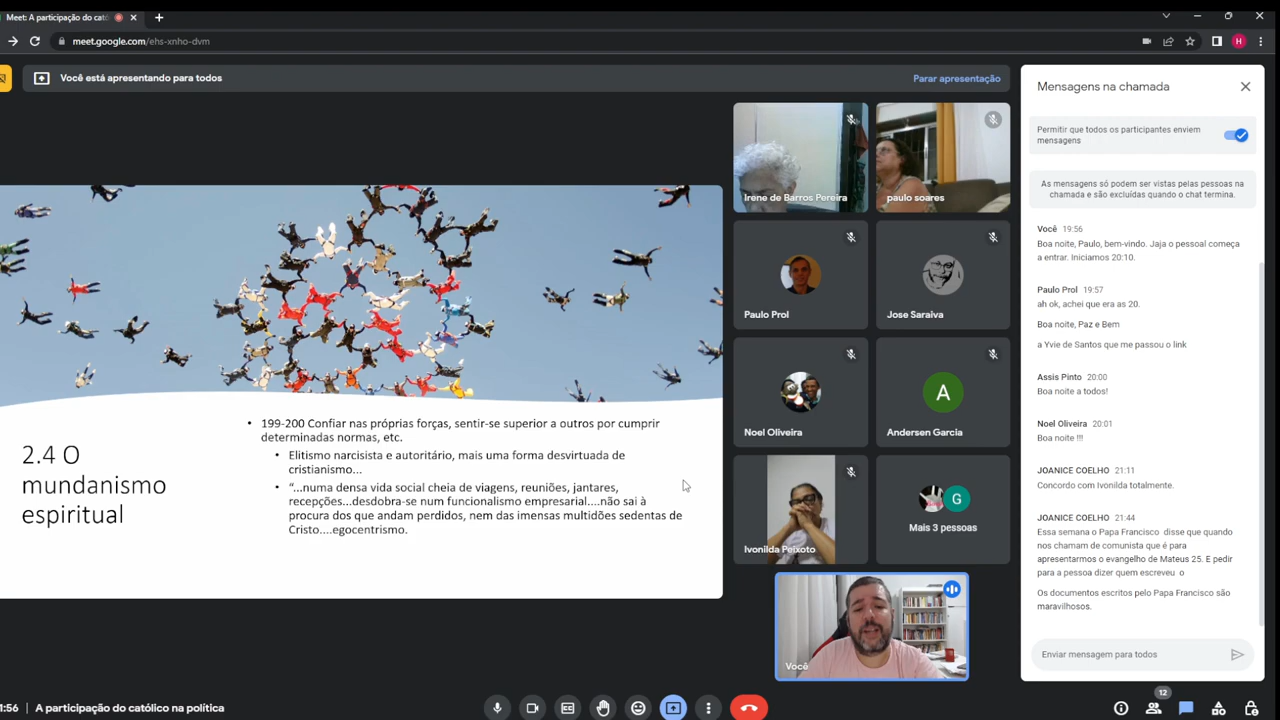 Meet: A participação do cató
meet.google.com/ehs-xnho-dvm
H
Você está apresentando para todos
Parar apresentação
2.4 O
mundanismo
espiritual
• 199-200 Confiar nas próprias forças, sentir-se superior a outros por cumprir
determinadas normas, etc.
• Elitismo narcisista e autoritário, mais uma forma desvirtuada de
cristianismo...
• “...numa densa vida social cheia de viagens, reuniões, jantares,
recepções...desdobra-se num funcionalismo empresarial....não sai à
procura dos que andam perdidos, nem das imensas multidões sedentas de
Cristo....egocentrismo.
Irene de Barros Pereira
paulo soares
Paulo Prol
Jose Saraiva
Noel Oliveira
A
Andersen Garcia
Ivonilda Peixoto
G
Mais 3 pessoas
Você
Mensagens na chamada
Permitir que todos os participantes enviem
mensagens
As mensagens só podem ser vistas pelas pessoas na
chamada e são excluídas quando o chat termina.
Você 19:56
Boa noite, Paulo, bem-vindo. Jaja o pessoal começa
a entrar. Iniciamos 20:10.
Paulo Prol 19:57
ah ok, achei que era as 20.
Boa noite, Paz e Bem
a Yvie de Santos que me passou o link
Assis Pinto 20:00
Boa noite a todos!
Noel Oliveira 20:01
Boa noite !!!
JOANICE COELHO 21:11
Concordo com Ivonilda totalmente.
JOANICE COELHO 21:44
Essa semana o Papa Francisco disse que quando
nos chamam de comunista que é para
apresentarmos o evangelho de Mateus 25. E pedir
para a pessoa dizer quem escreveu o
Os documentos escritos pelo Papa Francisco são
maravilhosos.
Enviar mensagem para todos
1:56 | A participação do católico na política
12